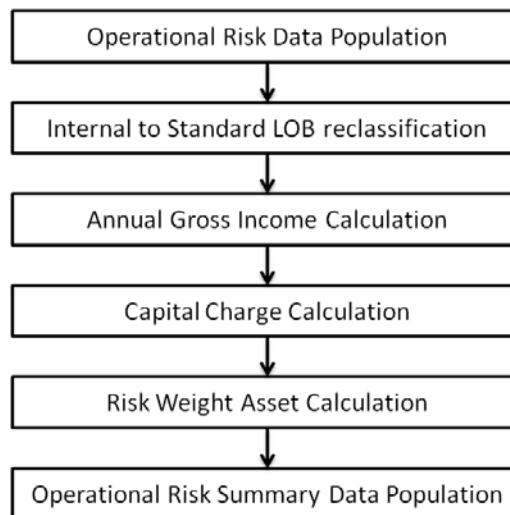 Operational Risk Data Population
Internal to Standard LOB reclassification
Annual Gross Income Calculation
Capital Charge Calculation
Risk Weight Asset Calculation
Operational Risk Summary Data Population